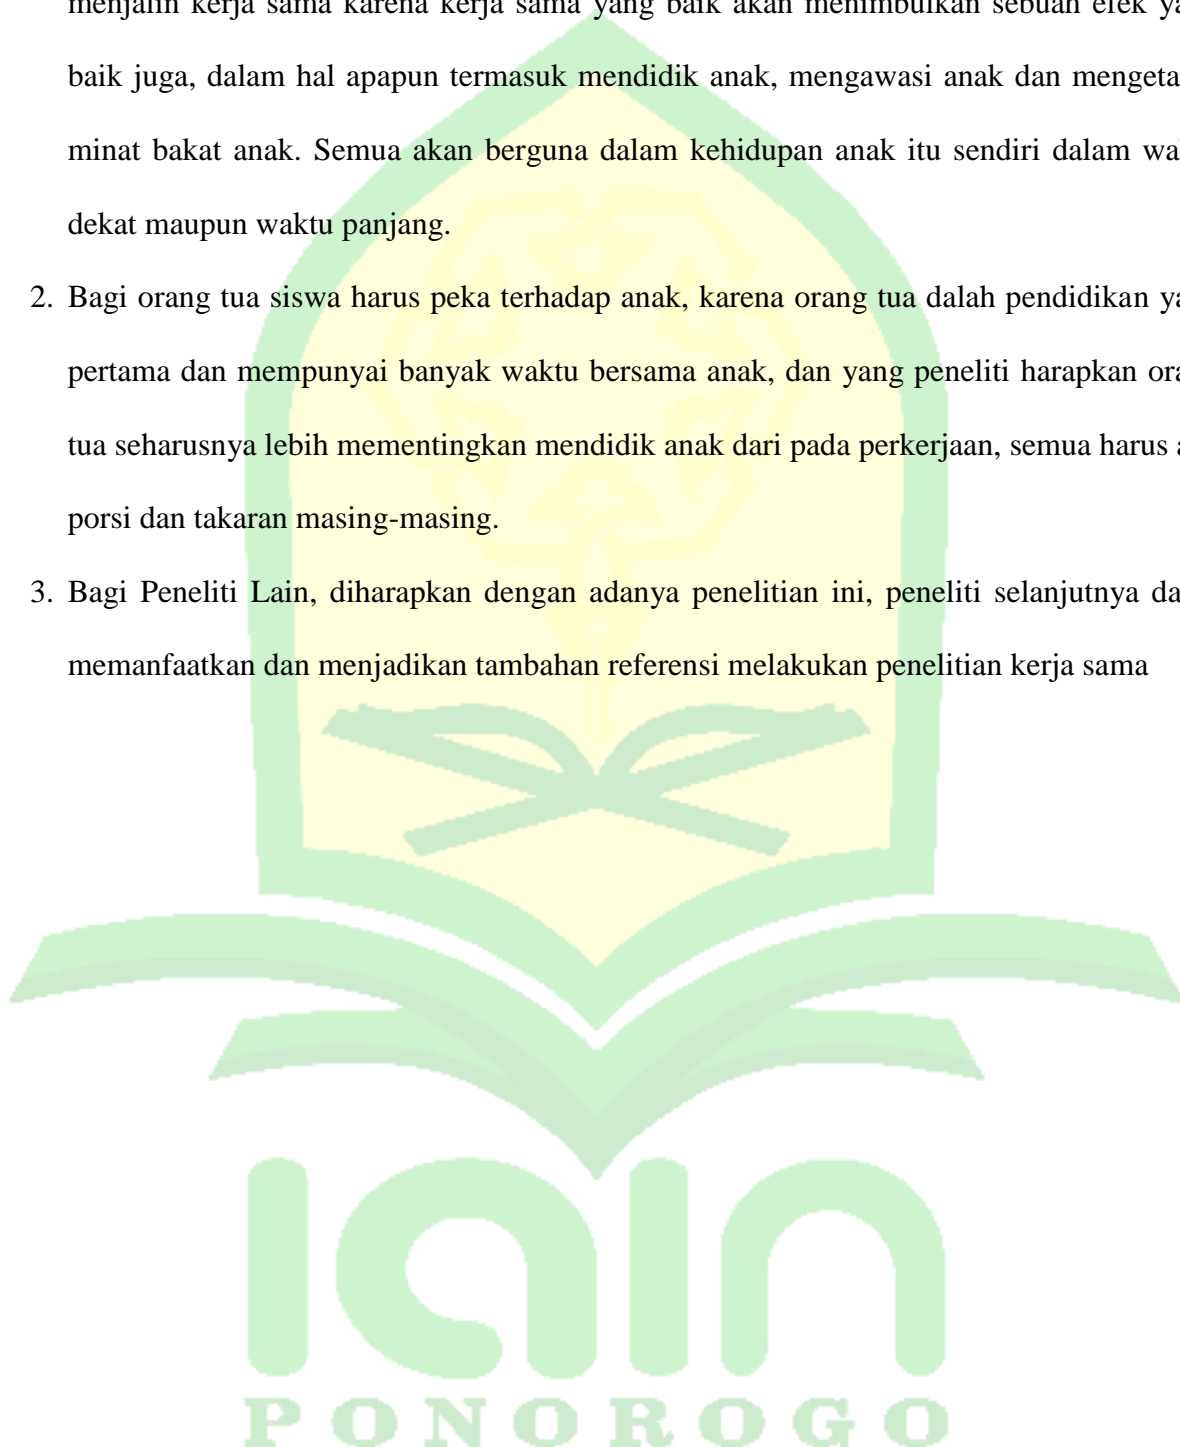 menjalin kerja sama karena kerja sama yang baik akan menimbulkan sebuah efek
baik juga, dalam hal apapun termasuk mendidik anak, mengawasi anak dan
minat bakat anak. Semua akan berguna dalam kehidupan anak itu sendiri dalam
dekat maupun waktu panjang.
2. Bagi orang tua siswa harus peka terhadap anak, karena orang tua dalah pendidikan
pertama dan mempunyai banyak waktu bersama anak, dan yang peneliti harapkan
tua seharusnya lebih mementingkan mendidik anak dari pada perkerjaan, semua harus
porsi dan takaran masing-masing.
3. Bagi Peneliti Lain, diharapkan dengan adanya penelitian ini, peneliti selanjutnya
memanfaatkan dan menjadikan tambahan referensi melakukan penelitian kerja sama
iain
PONOROGO